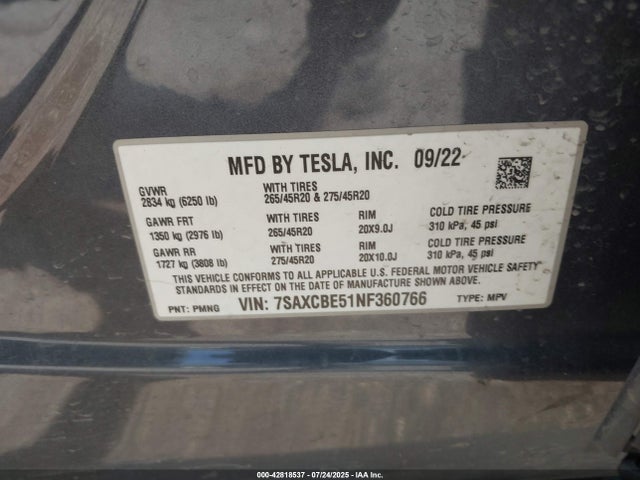 MFD BY TESLA, INC. 09/22
GVWR
2834 kg (6250 lb)
WITH TIRES
265/45R20 & 275/45R20
GAWR FRT
1350 kg (2976 lb)
WITH TIRES
265/45R20
RIM
20X9.0J
COLD TIRE PRESSURE
310 kPa, 45 psi
GAWR RR
1727 kg (3808 lb)
WITH TIRES
275/45R20
RIM
20X10.0J
COLD TIRE PRESSURE
310 kPa, 45 psi
THIS VEHICLE CONFORMS TO ALL APPLICABLE U.S. FEDERAL MOTOR VEHICLE SAFETY
STANDARDS IN EFFECT ON THE DATE OF MANUFACTURE SHOWN ABOVE.
PNT: PMNG VIN: 7SAXCBE51NF360766 TYPE: MPV
000-42818537 - 07/24/2025 - IAA Inc.